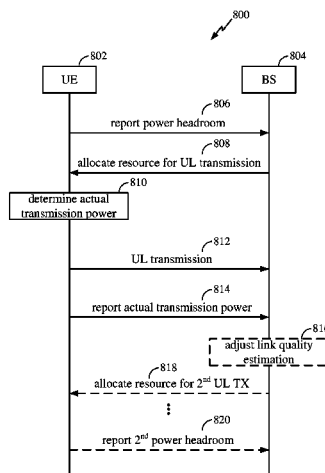 800
802
804
UE
BS
806
report power headroom
808
allocate resource for UL transmission
810
determine actual
transmission power
812
UL transmission
814
report actual transmission power
816
adjust link quality
estimation
818
allocate resource for 2nd UL TX
820
report 2nd power headroom